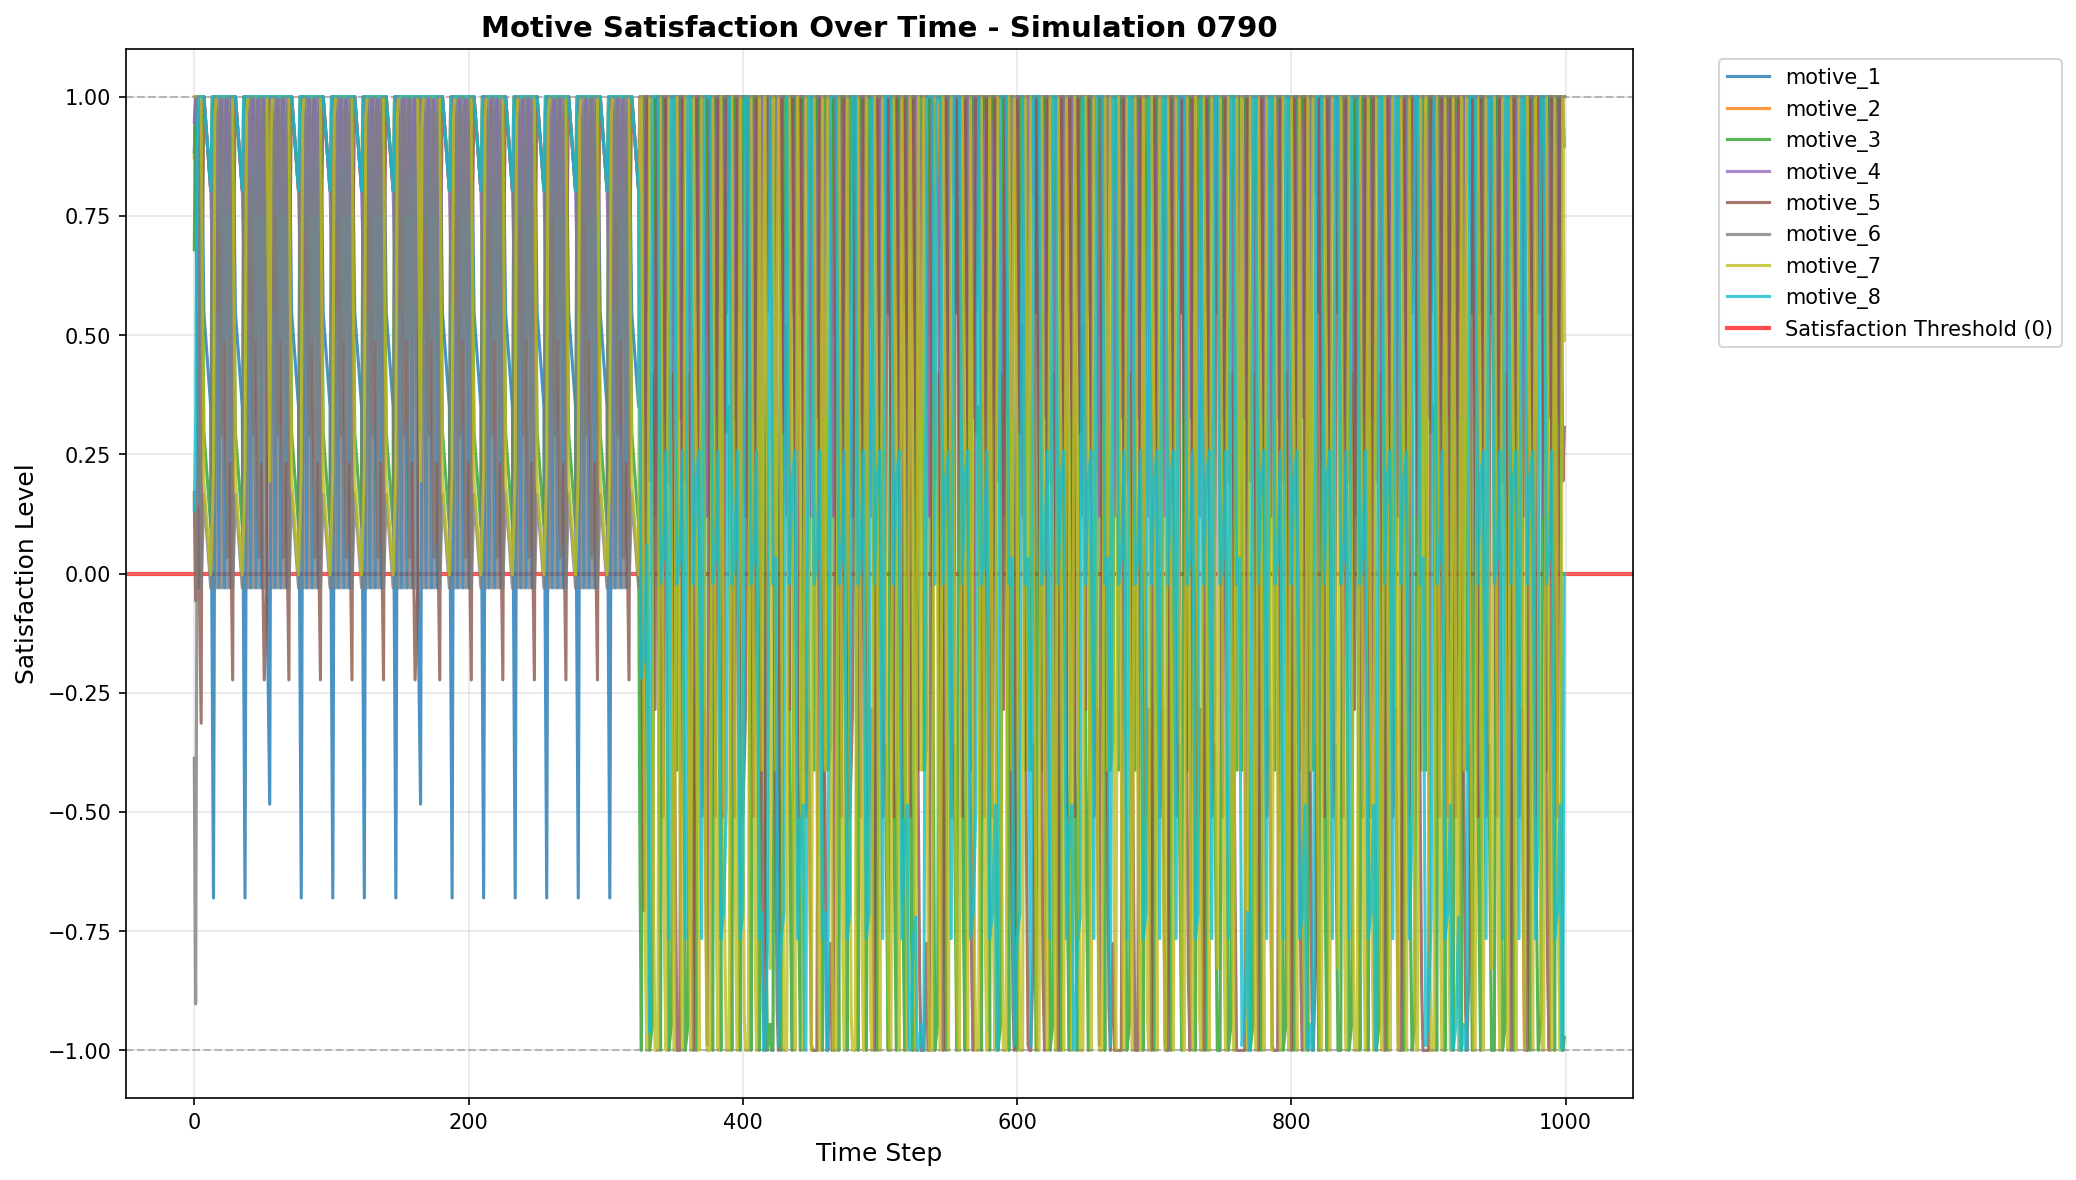 Motive Satisfaction Over Time - Simulation 0790
1.00
0.75
0.50
0.25
0.00
−0.25
−0.50
−0.75
−1.00
Satisfaction Level
0
200
400
600
800
1000
Time Step
motive_1
motive_2
motive_3
motive_4
motive_5
motive_6
motive_7
motive_8
Satisfaction Threshold (0)